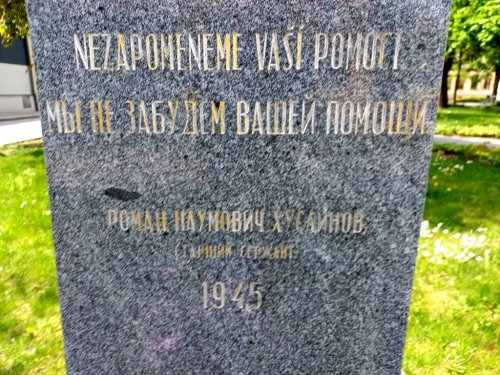 NEZAPOMENEME VAŠÍ POMOCI
МЫ НЕ ЗАБУДЕМ ВАШЕЙ ПОМОЩИ
РОМАН НАУМОВИЧ ХУСАИНОВ,
СТАРШИЙ СЕРЖАНТ
1945